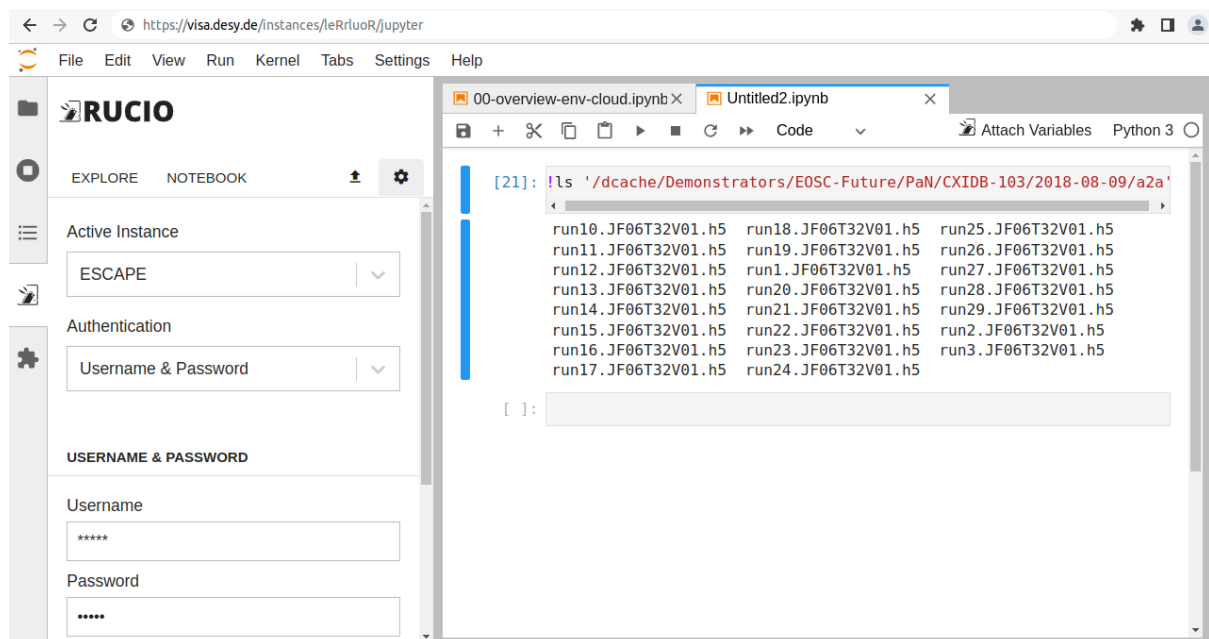 https://visa.desy.de/instances/leRrluoR/jupyter
File Edit View Run Kernel Tabs Settings Help
RUCIO
EXPLORE NOTEBOOK
Active Instance
ESCAPE
Authentication
Username & Password
USERNAME & PASSWORD
Username
*****
Password
•••••
00-overview-env-cloud.ipynb Untitled2.ipynb
Code Attach Variables Python 3
[21]: !ls '/dcache/Demonstrators/EOSC-Future/PaN/CXIDB-103/2018-08-09/a2a'
run10.JF06T32V01.h5 run18.JF06T32V01.h5 run25.JF06T32V01.h5
run11.JF06T32V01.h5 run19.JF06T32V01.h5 run26.JF06T32V01.h5
run12.JF06T32V01.h5 run1.JF06T32V01.h5 run27.JF06T32V01.h5
run13.JF06T32V01.h5 run20.JF06T32V01.h5 run28.JF06T32V01.h5
run14.JF06T32V01.h5 run21.JF06T32V01.h5 run29.JF06T32V01.h5
run15.JF06T32V01.h5 run22.JF06T32V01.h5 run2.JF06T32V01.h5
run16.JF06T32V01.h5 run23.JF06T32V01.h5 run3.JF06T32V01.h5
run17.JF06T32V01.h5 run24.JF06T32V01.h5
[ ]: